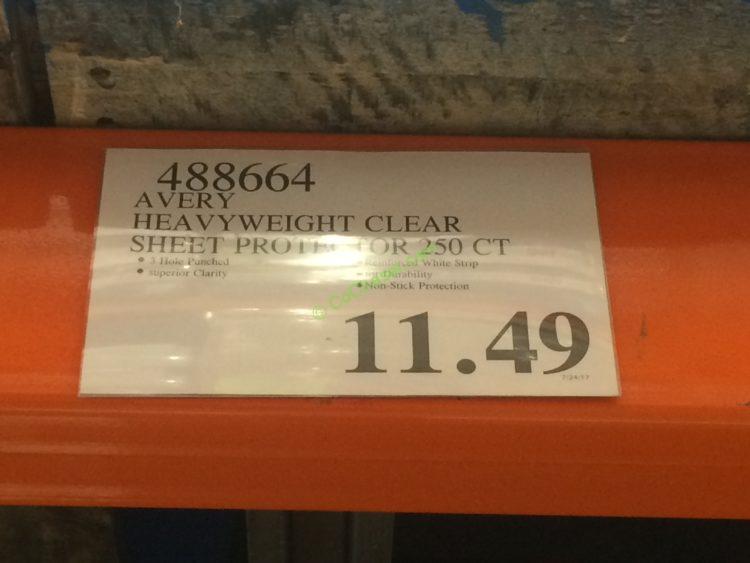 488664
AVERY
HEAVYWEIGHT CLEAR
SHEET PROTECTOR 250 CT
• 3 Hole Punched
• superior Clarity
• Reinforced White Strip
for Durability
• Non-Stick Protection
11.49
7/24/17